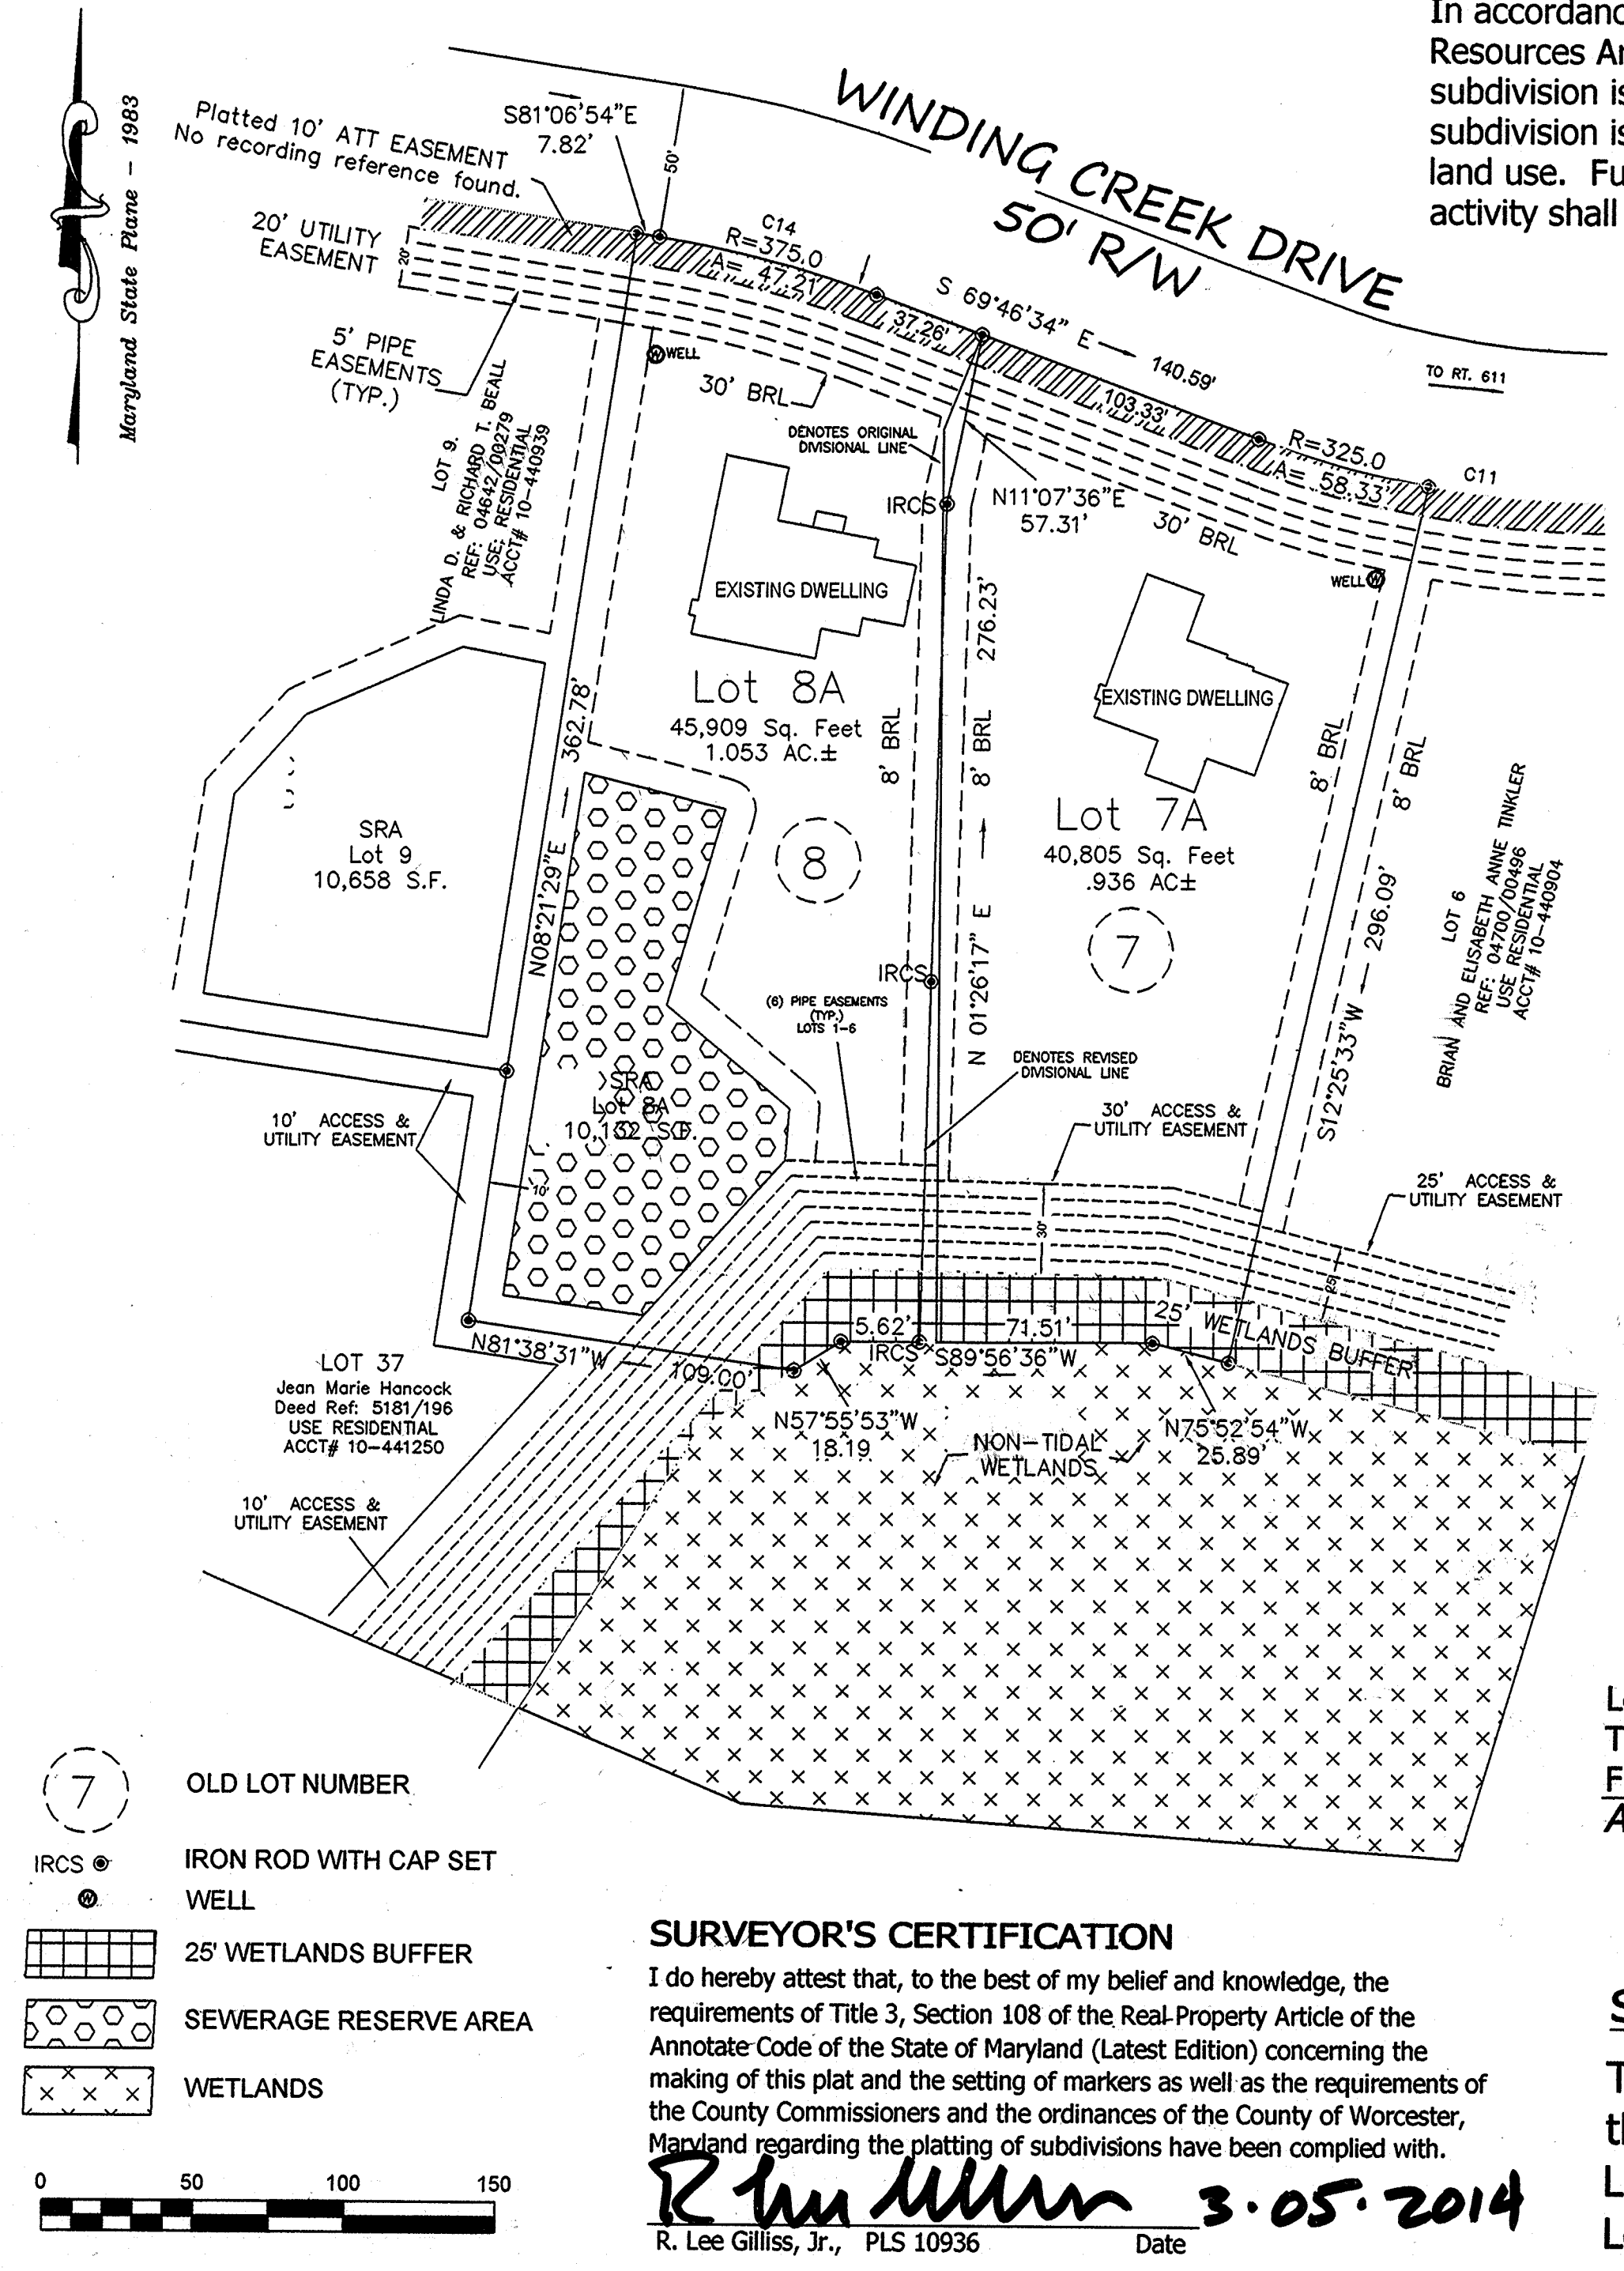 In accordanc
Resources Ar
subdivision is
subdivision is
land use. Fu
activity shall
Maryland State Plane - 1983
WINDING CREEK DRIVE
50' R/W
TO RT. 611
Platted 10' ATT EASEMENT
No recording reference found.
S81°06'54"E
7.82'
50'
20' UTILITY
EASEMENT
20'
5' PIPE
EASEMENTS
(TYP.)
C14
R=375.0
A= 47.21'
37.26'
S 69°46'34" E
140.59'
103.33'
R=325.0
A= 58.33'
C11
WELL
30' BRL
DENOTES ORIGINAL
DIVISIONAL LINE
IRCS
N11°07'36"E
57.31'
30' BRL
WELL
LOT 9.
LINDA D. & RICHARD T. BEALL
REF: 04642/00279
USE; RESIDENTIAL
ACCT# 10-440939
EXISTING DWELLING
Lot 8A
45,909 Sq. Feet
1.053 AC.±
8' BRL
276.23'
8' BRL
N 01°26'17" E
EXISTING DWELLING
Lot 7A
40,805 Sq. Feet
.936 AC±
8' BRL
8' BRL
362.78'
N08°21'29"E
8
7
SRA
Lot 9
10,658 S.F.
IRCS
(6) PIPE EASEMENTS
(TYP.)
LOTS 1-6
DENOTES REVISED
DIVISIONAL LINE
296.09'
S12°25'33"W
LOT 6
BRIAN AND ELISABETH ANNE TINKLER
REF: 04700/00496
USE RESIDENTIAL
ACCT# 10-440904
SRA
Lot 8A
10,132 S.F.
10'
10' ACCESS &
UTILITY EASEMENT
30' ACCESS &
UTILITY EASEMENT
25' ACCESS &
UTILITY EASEMENT
30'
25'
N81°38'31"W
109.00'
5.62'
IRCS
71.51'
S89°56'36"W
25' WETLANDS BUFFER
N57°55'53"W
18.19
NON-TIDAL
WETLANDS
N75°52'54"W
25.89'
LOT 37
Jean Marie Hancock
Deed Ref: 5181/196
USE RESIDENTIAL
ACCT# 10-441250
10' ACCESS &
UTILITY EASEMENT
7
OLD LOT NUMBER
IRCS
IRON ROD WITH CAP SET
W
WELL
25' WETLANDS BUFFER
SEWERAGE RESERVE AREA
WETLANDS
0 50 100 150
SURVEYOR'S CERTIFICATION
I do hereby attest that, to the best of my belief and knowledge, the
requirements of Title 3, Section 108 of the Real Property Article of the
Annotate Code of the State of Maryland (Latest Edition) concerning the
making of this plat and the setting of markers as well as the requirements of
the County Commissioners and the ordinances of the County of Worcester,
Maryland regarding the platting of subdivisions have been complied with.
3·05·2014
R. Lee Gilliss, Jr., PLS 10936 Date